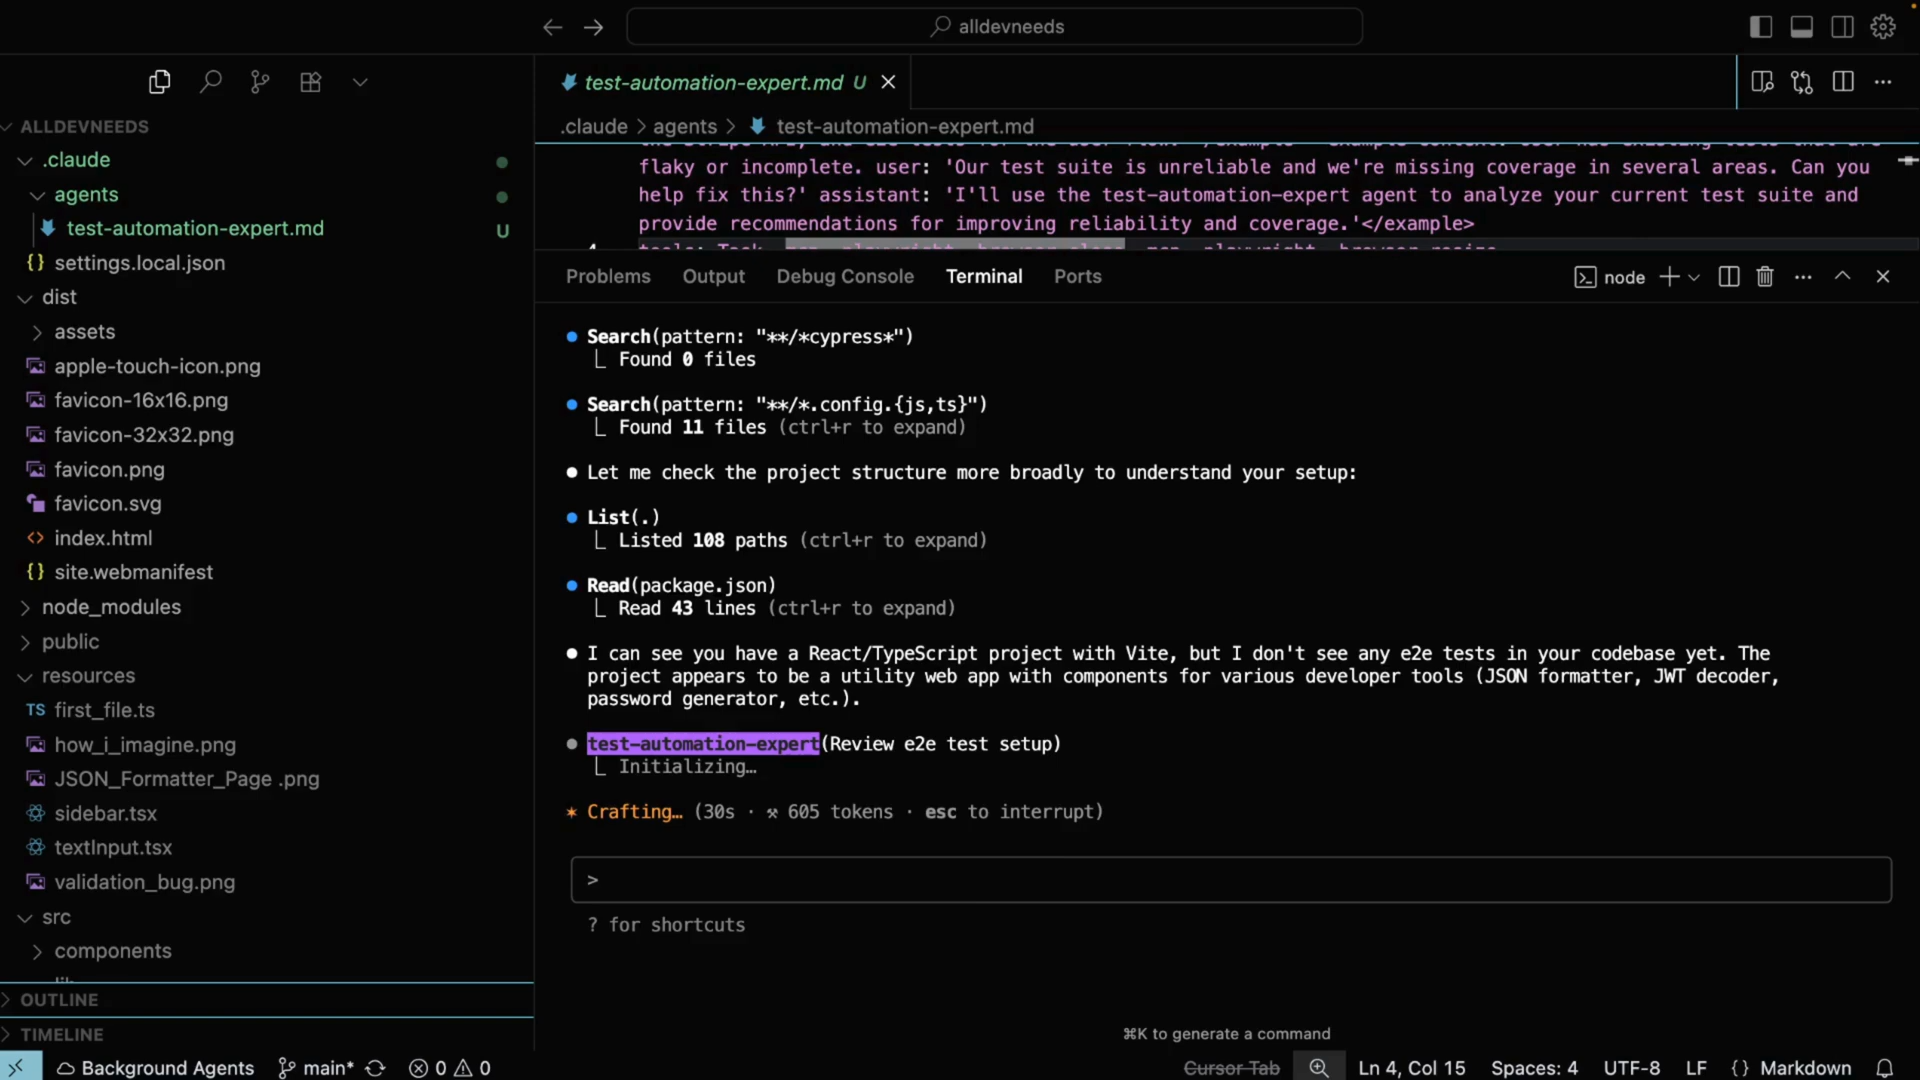 alldevneeds
ALLDEVNEEDS
.claude
agents
test-automation-expert.md U
settings.local.json
dist
assets
apple-touch-icon.png
favicon-16x16.png
favicon-32x32.png
favicon.png
favicon.svg
index.html
site.webmanifest
node_modules
public
resources
first_file.ts
how_i_imagine.png
JSON_Formatter_Page .png
sidebar.tsx
textInput.tsx
validation_bug.png
src
components
OUTLINE
TIMELINE
test-automation-expert.md U
.claude > agents > test-automation-expert.md
flaky or incomplete. user: 'Our test suite is unreliable and we're missing coverage in several areas. Can you
help fix this?' assistant: 'I'll use the test-automation-expert agent to analyze your current test suite and
provide recommendations for improving reliability and coverage.'</example>
Problems Output Debug Console Terminal Ports
node
Search(pattern: "**/*cypress*")
Found 0 files
Search(pattern: "**/*.config.{js,ts}")
Found 11 files (ctrl+r to expand)
Let me check the project structure more broadly to understand your setup:
List(.)
Listed 108 paths (ctrl+r to expand)
Read(package.json)
Read 43 lines (ctrl+r to expand)
I can see you have a React/TypeScript project with Vite, but I don't see any e2e tests in your codebase yet. The
project appears to be a utility web app with components for various developer tools (JSON formatter, JWT decoder,
password generator, etc.).
test-automation-expert(Review e2e test setup)
Initializing…
Crafting… (30s · 605 tokens · esc to interrupt)
>
? for shortcuts
⌘K to generate a command
Background Agents main* 0 0 Cursor Tab Ln 4, Col 15 Spaces: 4 UTF-8 LF {} Markdown